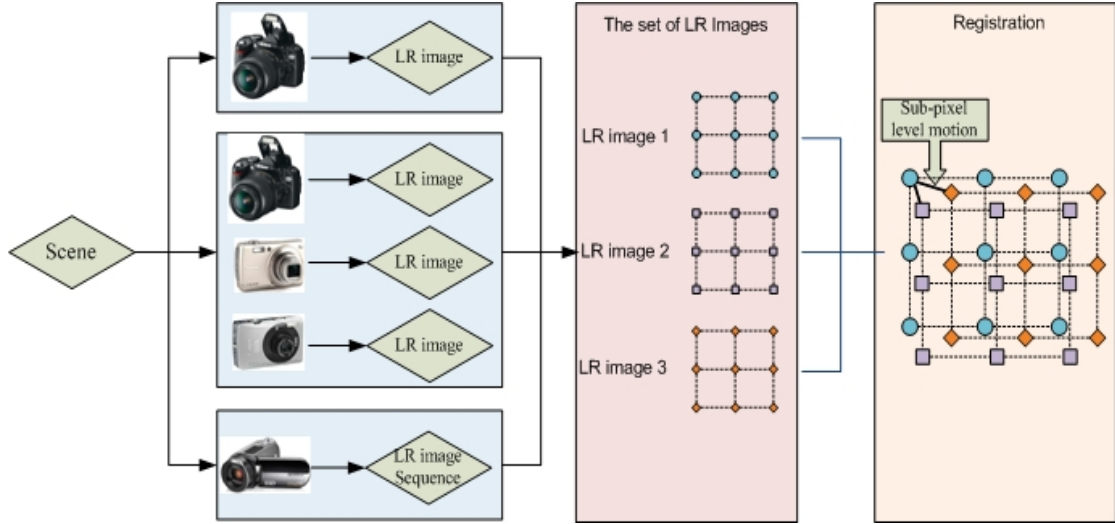 Scene
LR image
LR image
LR image
LR image
LR image
Sequence
The set of LR Images
LR image 1
LR image 2
LR image 3
Registration
Sub-pixel
level motion